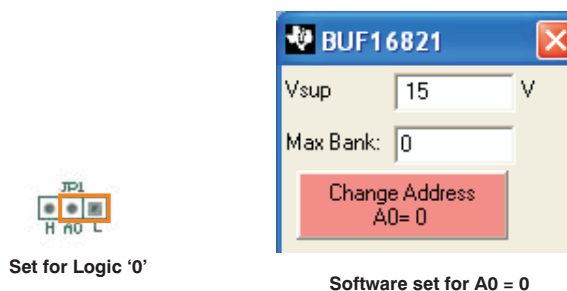 BUF16821
Vsup 15 V
Max Bank: 0
Change Address
A0= 0
JP1
H A0 L
Set for Logic ‘0’
Software set for A0 = 0